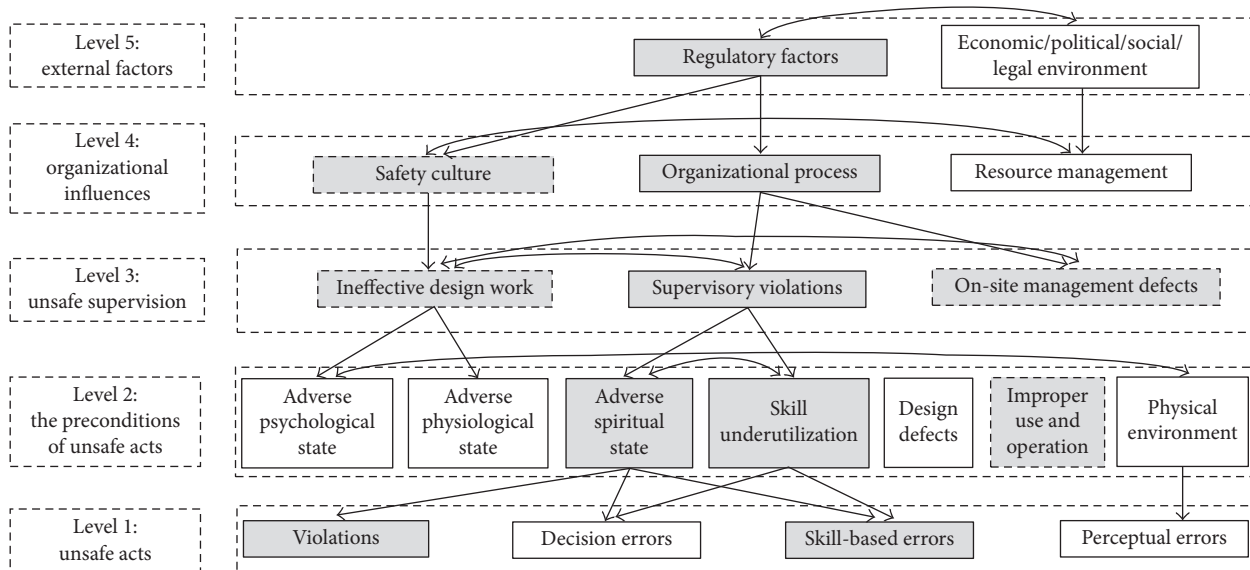 Level 5:
external factors
Regulatory factors
Economic/political/social/
legal environment
Level 4:
organizational
influences
Safety culture
Organizational process
Resource management
Level 3:
unsafe supervision
Ineffective design work
Supervisory violations
On-site management defects
Level 2:
the preconditions
of unsafe acts
Adverse
psychological
state
Adverse
physiological
state
Adverse
spiritual
state
Skill
underutilization
Design
defects
Improper
use and
operation
Physical
environment
Level 1:
unsafe acts
Violations
Decision errors
Skill-based errors
Perceptual errors